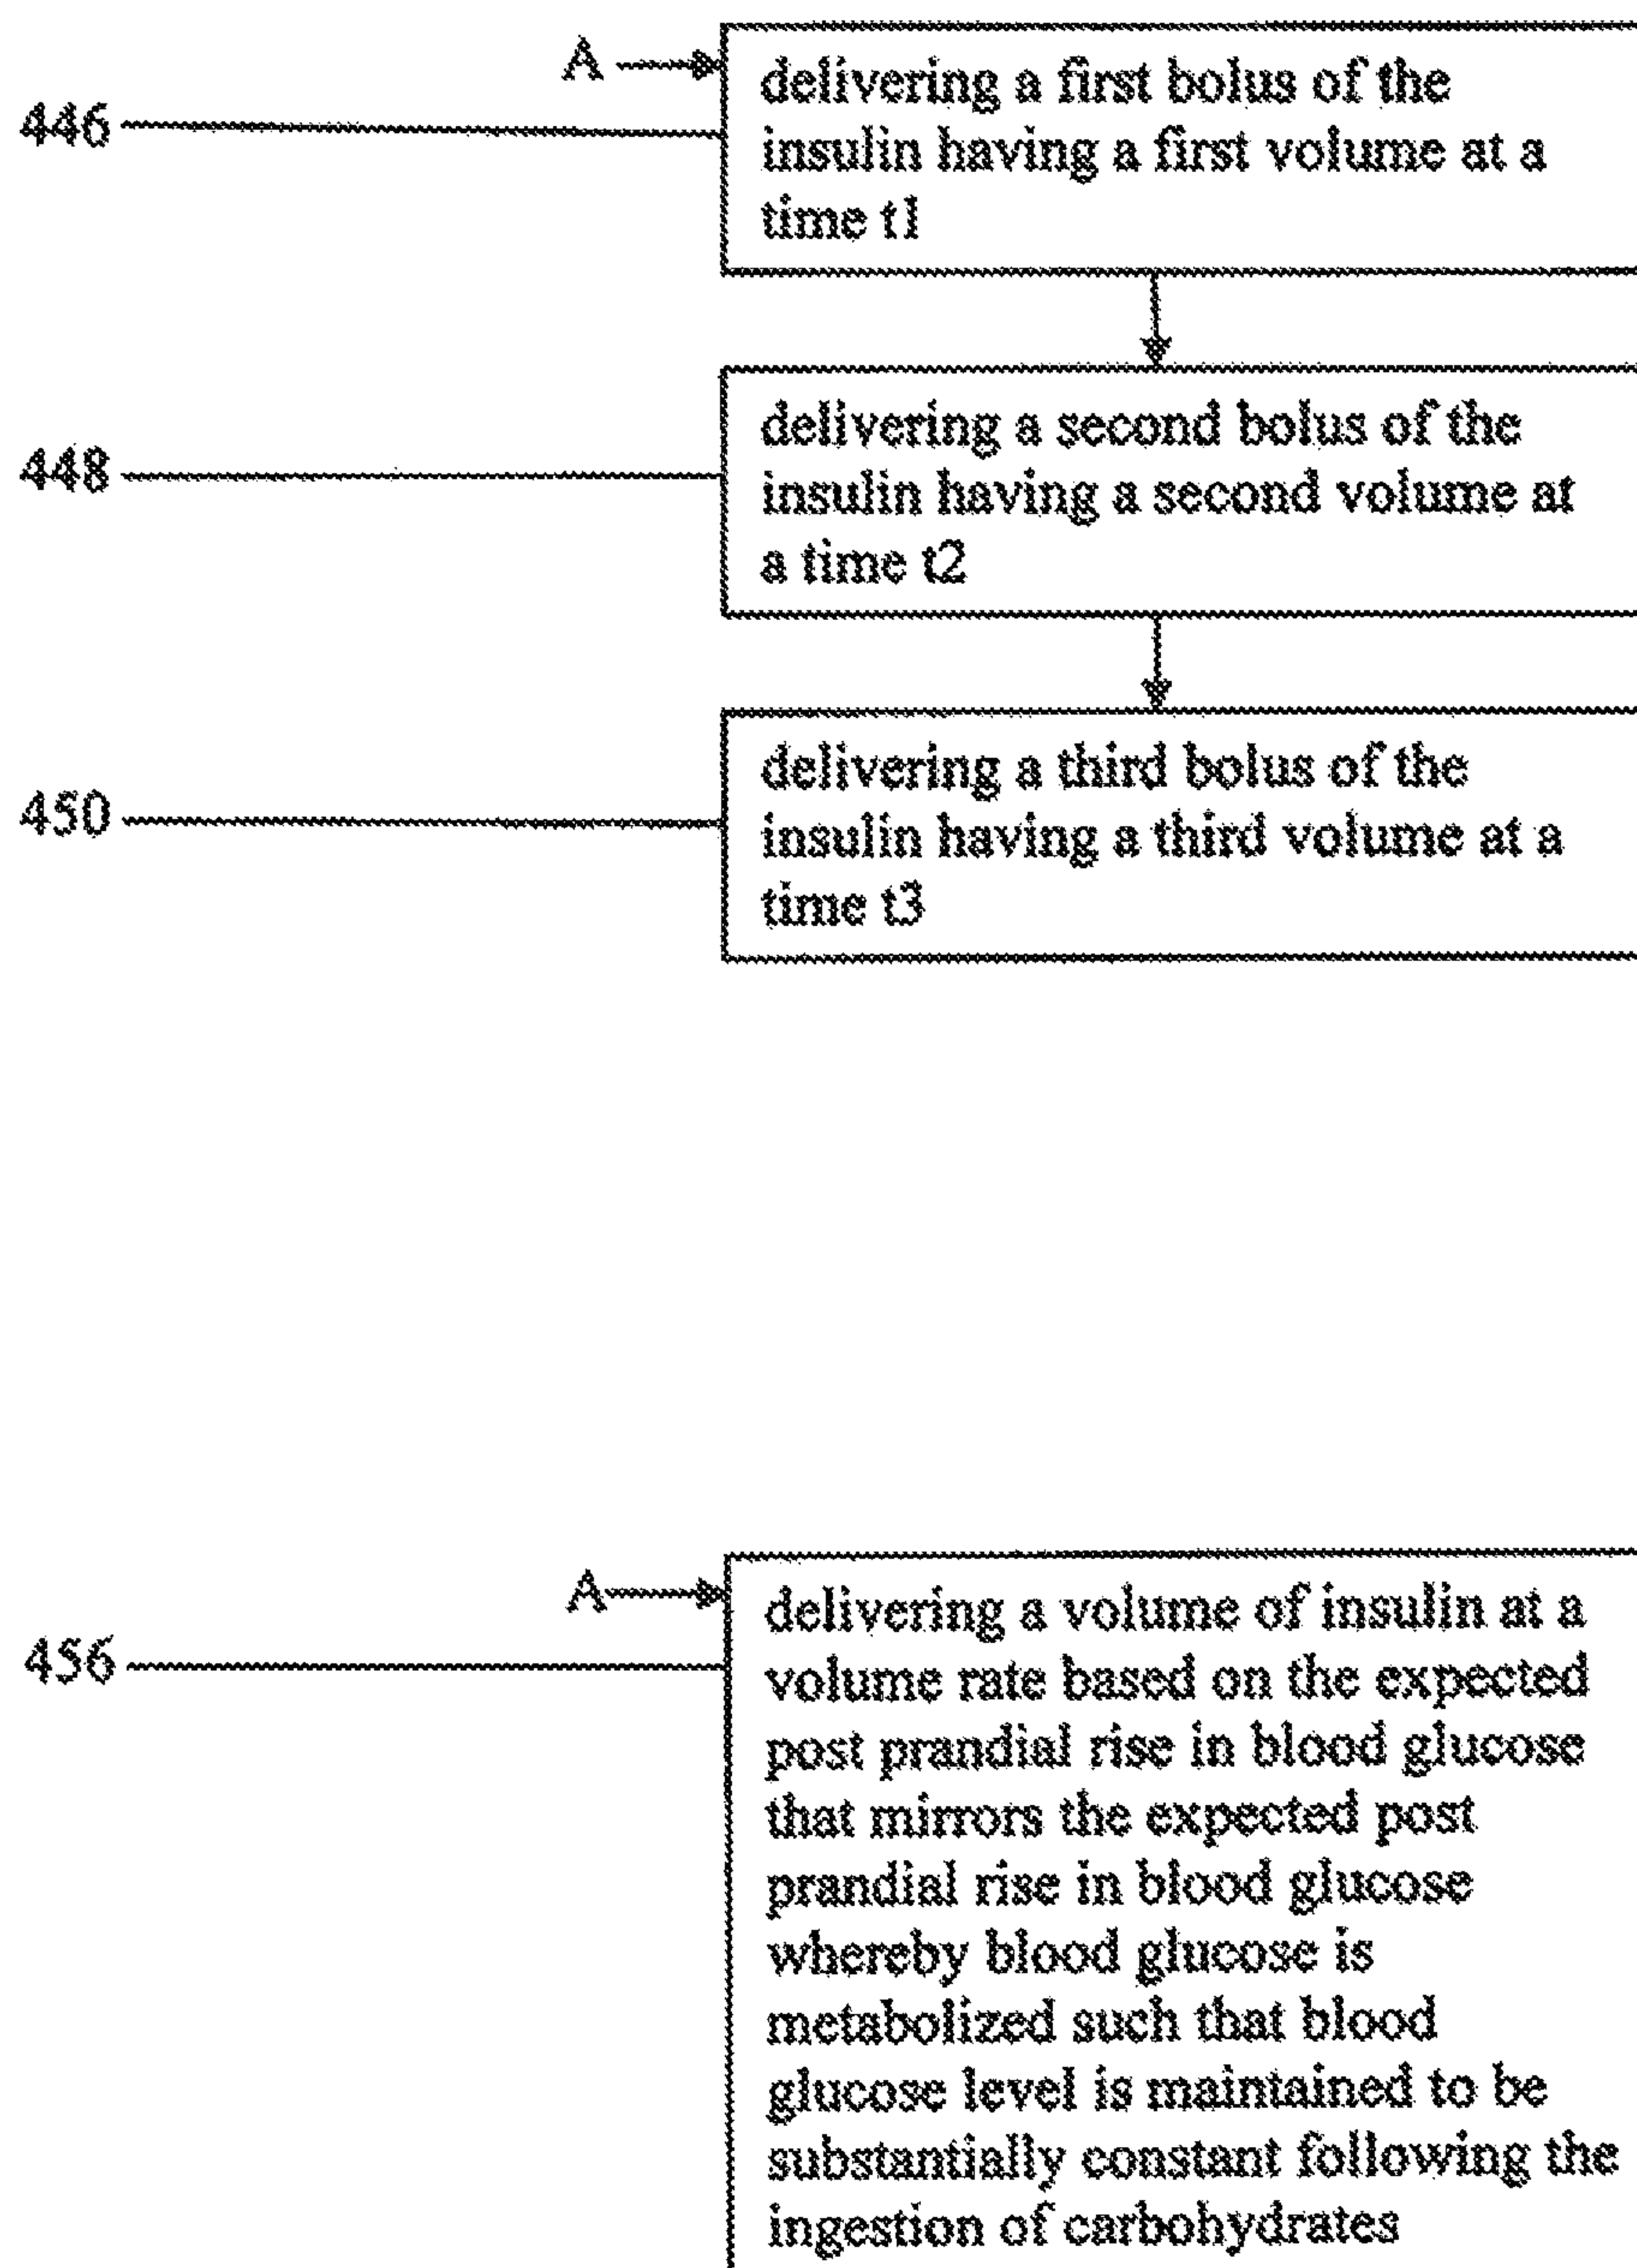 A
446
delivering a first bolus of the
insulin having a first volume at a
time t1
448
delivering a second bolus of the
insulin having a second volume at
a time t2
450
delivering a third bolus of the
insulin having a third volume at a
time t3
A
456
delivering a volume of insulin at a
volume rate based on the expected
post prandial rise in blood glucose
that mirrors the expected post
prandial rise in blood glucose
whereby blood glucose is
metabolized such that blood
glucose level is maintained to be
substantially constant following the
ingestion of carbohydrates